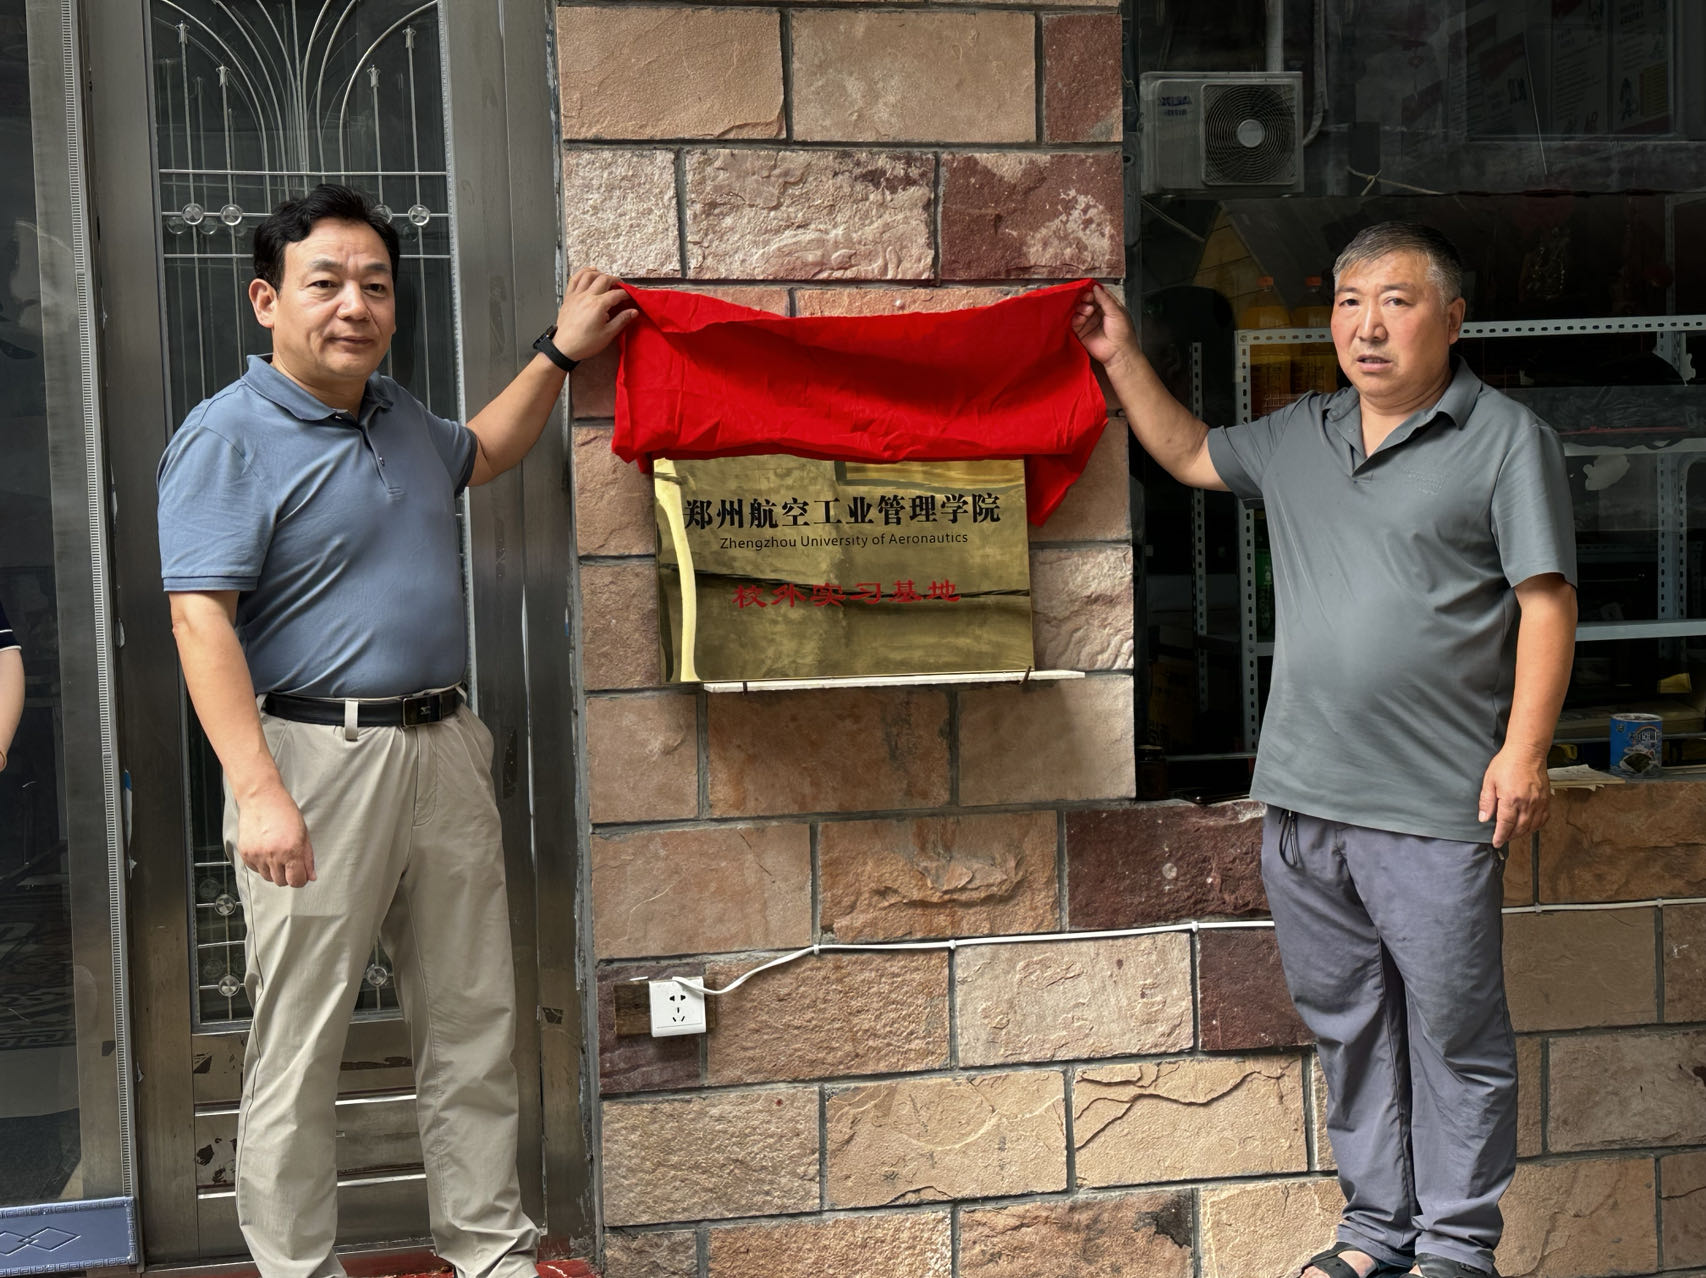 郑州航空工业管理学院
Zhengzhou University of Aeronautics
校外实习基地